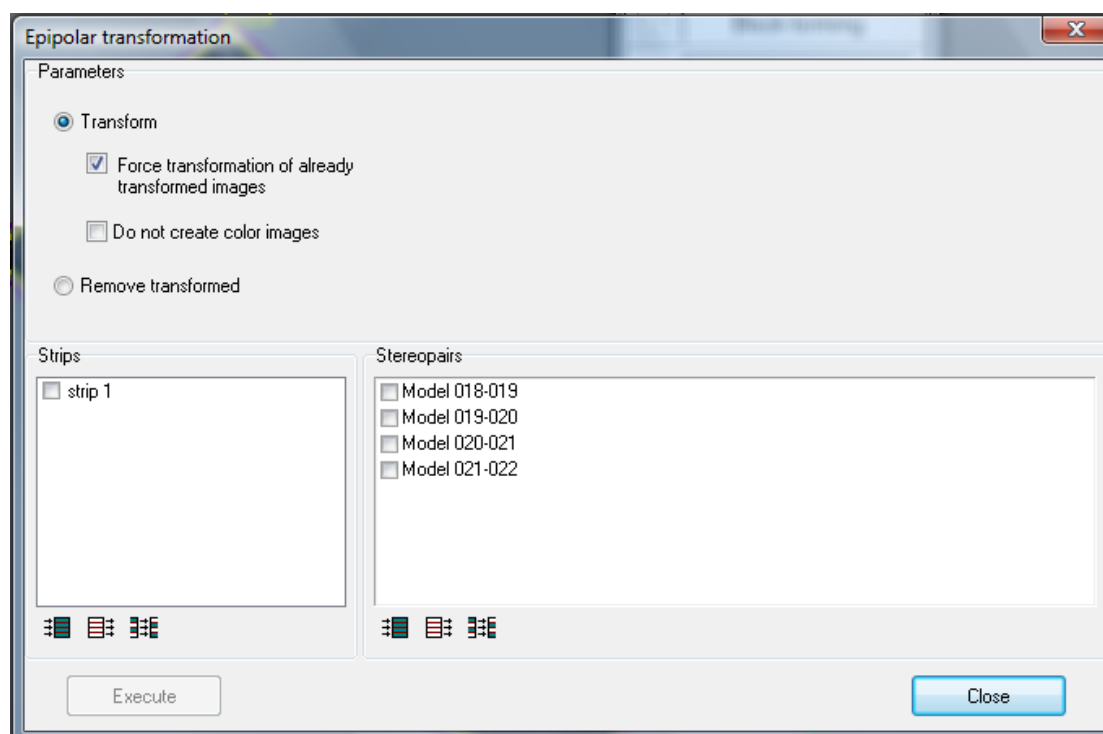 Epipolar transformation
Parameters
Transform
Force transformation of already
transformed images
Do not create color images
Remove transformed
Strips
strip 1
Stereopairs
Model 018-019
Model 019-020
Model 020-021
Model 021-022
Execute
Close